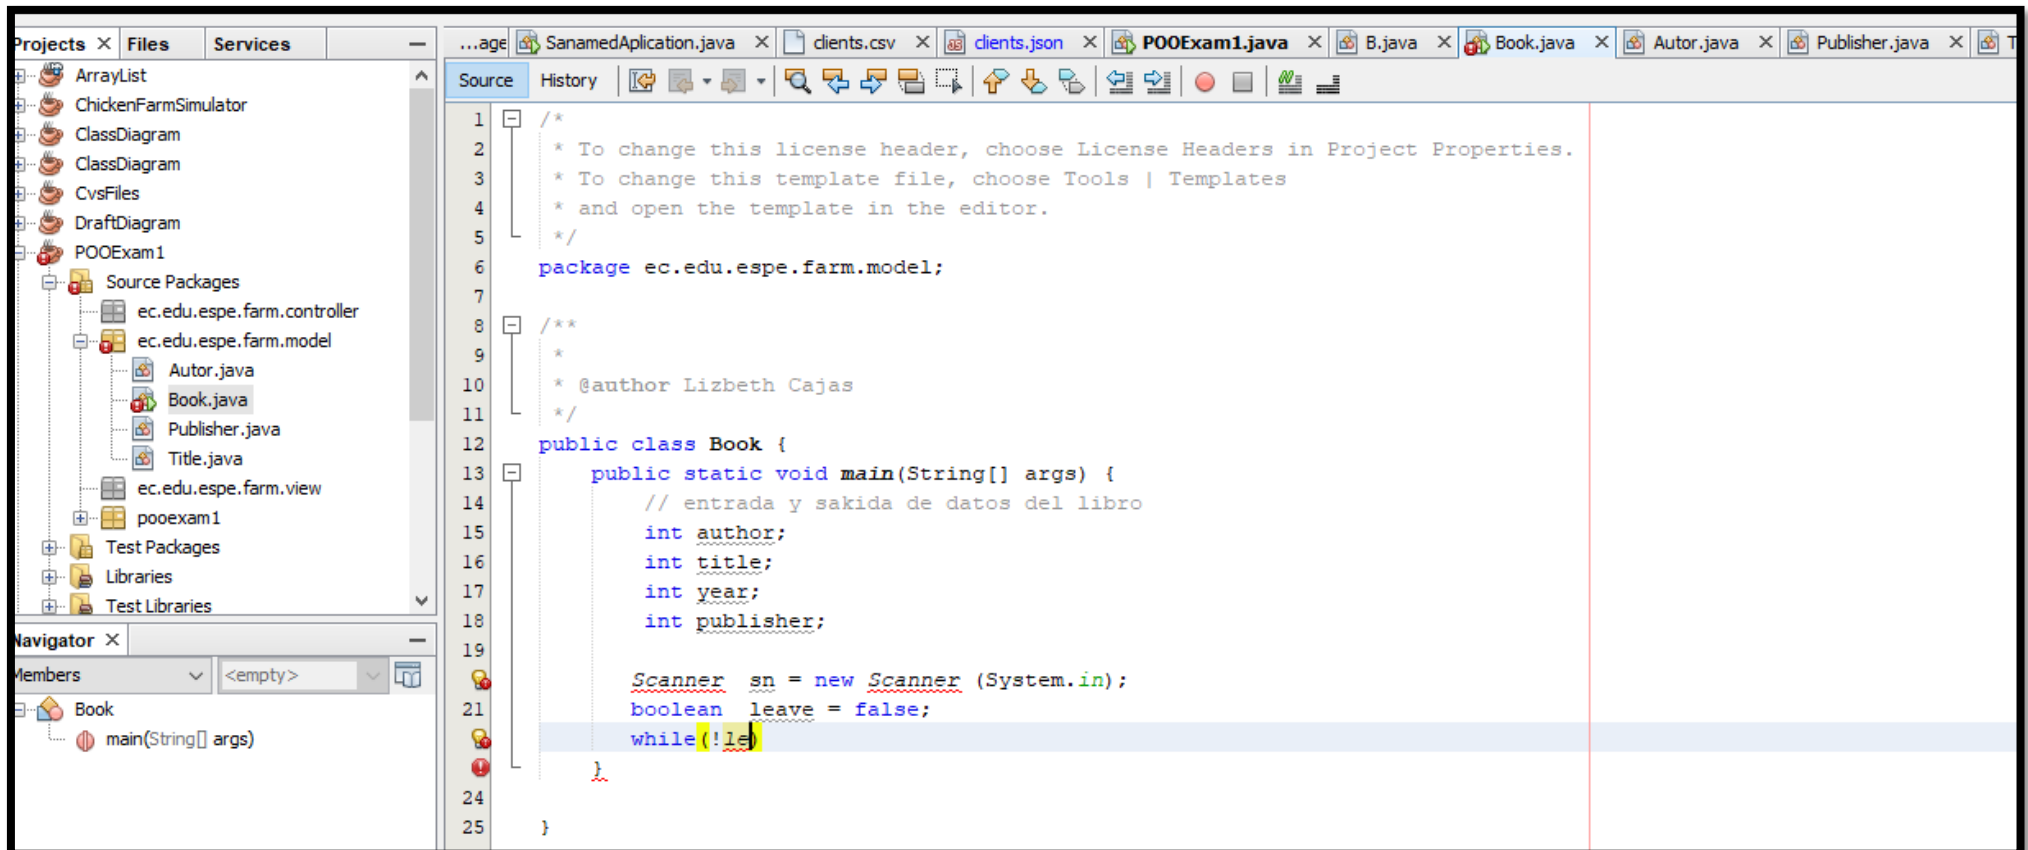 Projects Files Services
ArrayList
ChickenFarmSimulator
ClassDiagram
ClassDiagram
CvsFiles
DraftDiagram
POOExam1
Source Packages
ec.edu.espe.farm.controller
ec.edu.espe.farm.model
Autor.java
Book.java
Publisher.java
Title.java
ec.edu.espe.farm.view
pooexam1
Test Packages
Libraries
Test Libraries
Navigator
Members <empty>
Book
main(String[] args)
...age SanamedAplication.java clients.csv clients.json POOExam1.java B.java Book.java Autor.java Publisher.java T
Source History
1 /*
2 * To change this license header, choose License Headers in Project Properties.
3 * To change this template file, choose Tools | Templates
4 * and open the template in the editor.
5 */
6 package ec.edu.espe.farm.model;
7
8 /**
9 *
10 * @author Lizbeth Cajas
11 */
12 public class Book {
13 public static void main(String[] args) {
14 // entrada y sakida de datos del libro
15 int author;
16 int title;
17 int year;
18 int publisher;
19
Scanner sn = new Scanner (System.in);
21 boolean leave = false;
while(!le)
}
24
25 }